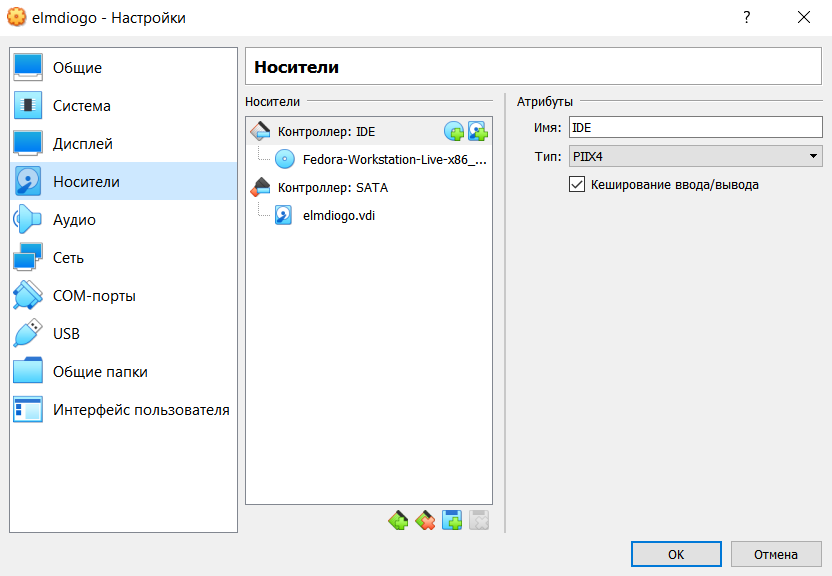 elmdiogo - Настройки
?
Общие
Система
Дисплей
Носители
Аудио
Сеть
COM-порты
USB
Общие папки
Интерфейс пользователя
Носители
Носители
Контроллер: IDE
Fedora-Workstation-Live-x86_...
Контроллер: SATA
elmdiogo.vdi
Атрибуты
Имя: IDE
Тип: PIIX4
Кеширование ввода/вывода
OK Отмена